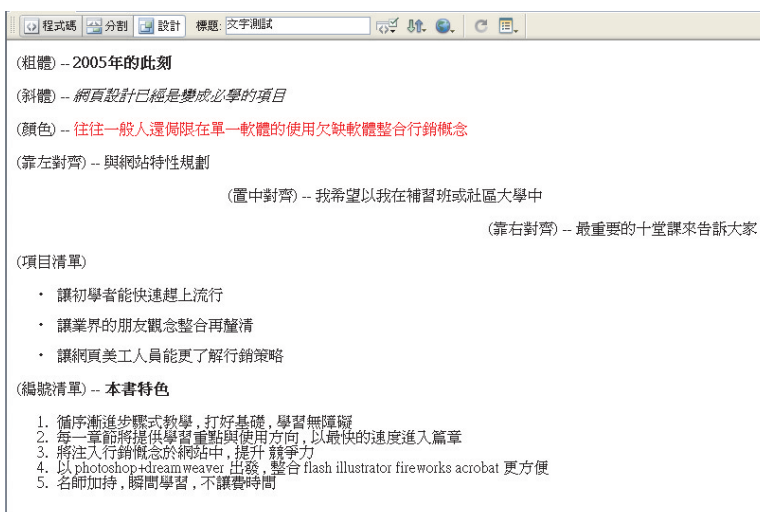 程式碼 分割 設計 標題: 文字測試
(粗體) -- 2005年的此刻
(斜體) -- 網頁設計已經是變成必學的項目
(顏色) -- 往往一般人還侷限在單一軟體的使用欠缺軟體整合行銷概念
(靠左對齊) -- 與網站特性規劃
(置中對齊) -- 我希望以我在補習班或社區大學中
(靠右對齊) -- 最重要的十堂課來告訴大家
(項目清單)
• 讓初學者能快速趕上流行
• 讓業界的朋友觀念整合再釐清
• 讓網頁美工人員能更了解行銷策略
(編號清單) -- 本書特色
1. 循序漸進步驟式教學 , 打好基礎 , 學習無障礙
2. 每一章節將提供學習重點與使用方向 , 以最快的速度進入篇章
3. 將注入行銷概念於網站中 , 提升 競爭力
4. 以 photoshop+dreamweaver 出發 , 整合 flash illustrator fireworks acrobat 更方便
5. 名師加持 , 瞬間學習 , 不讓費時間